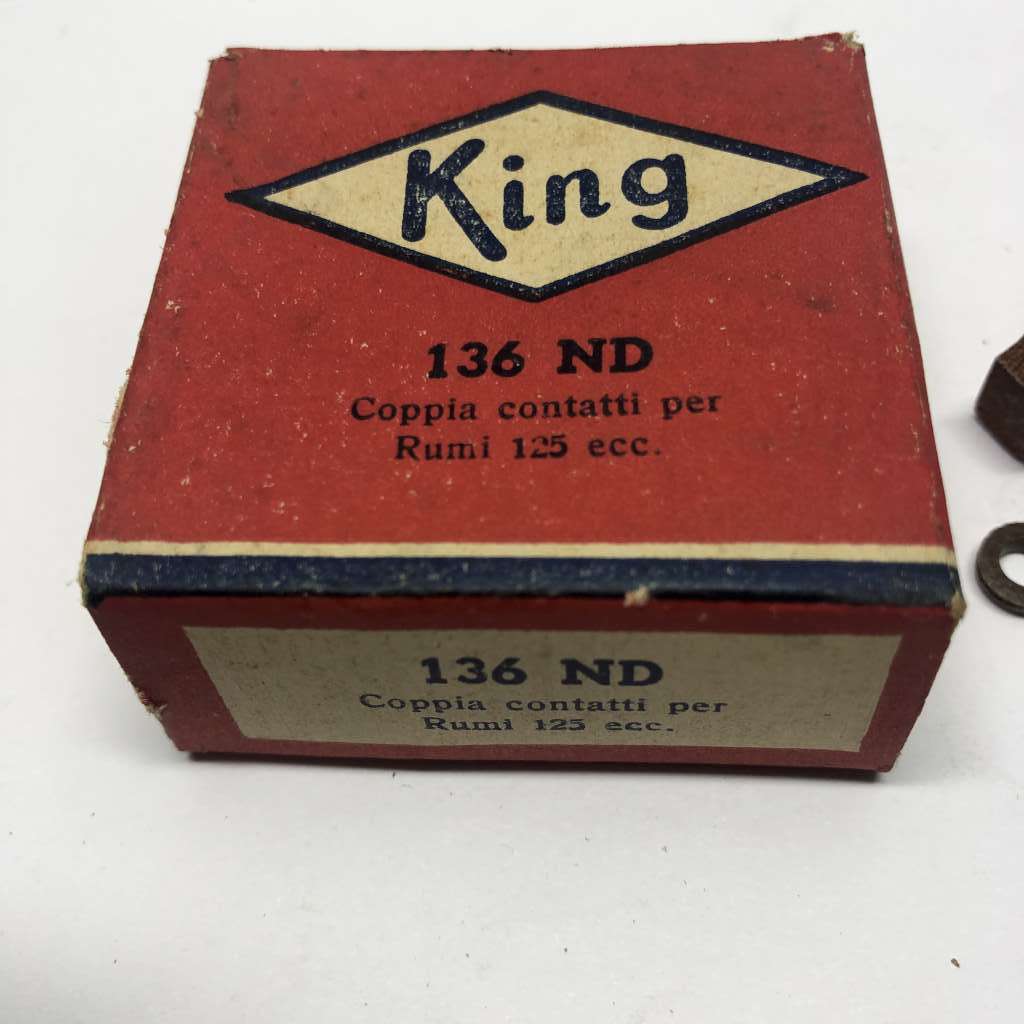 King
136 ND
Coppia contatti per
Rumi 125 ecc.
136 ND
Coppia contatti per
Rumi 125 ecc.